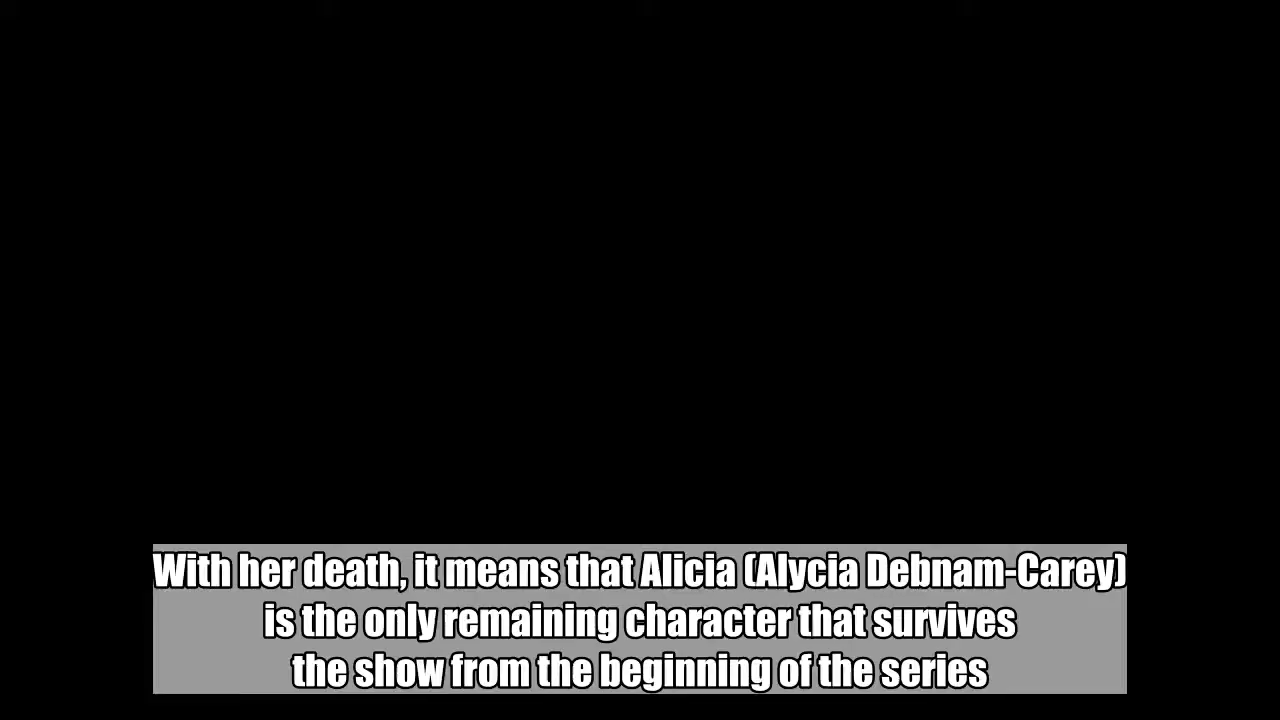 With her death, it means that Alicia (Alycia Debnam-Carey)
is the only remaining character that survives
the show from the beginning of the series